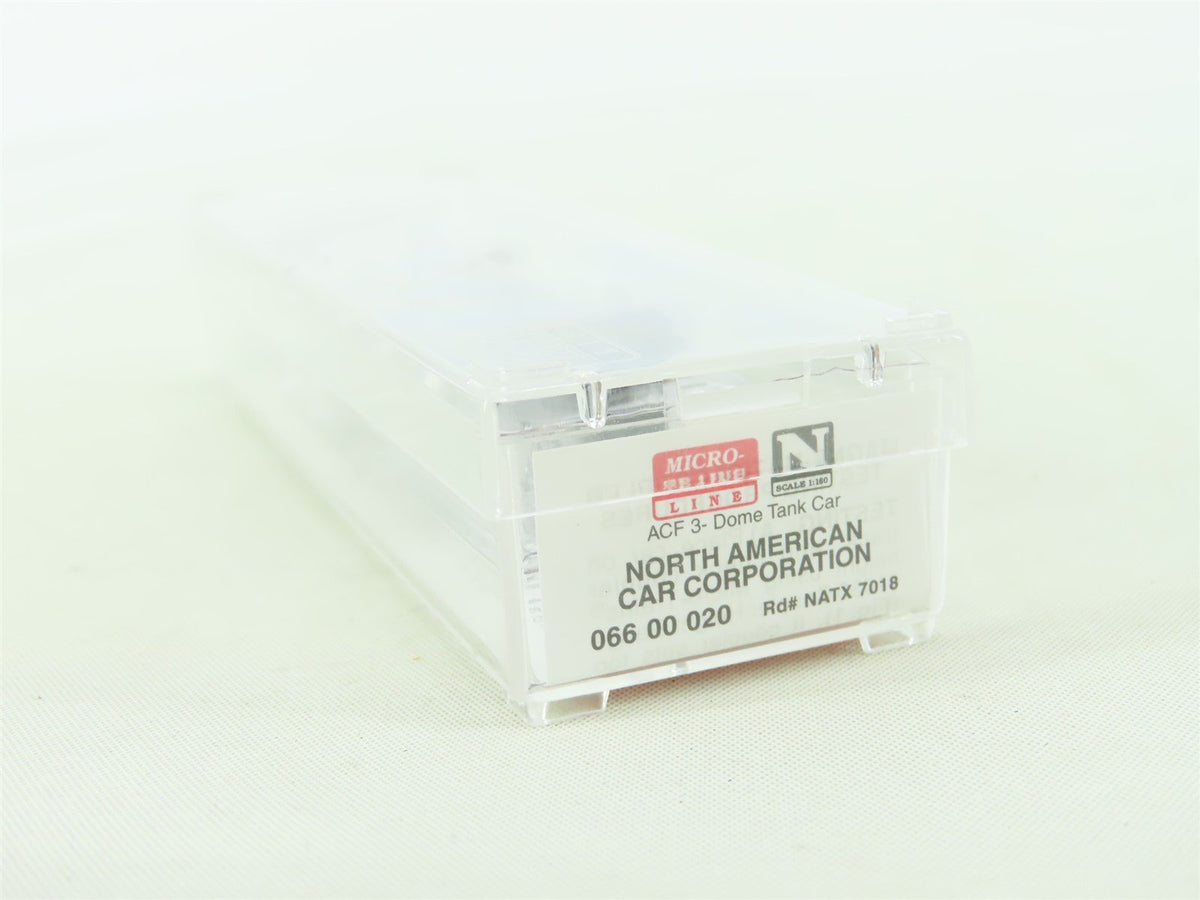 MICRO-
LINE
N
SCALE 1:160
ACF 3- Dome Tank Car
NORTH AMERICAN
CAR CORPORATION
066 00 020 Rd# NATX 7018